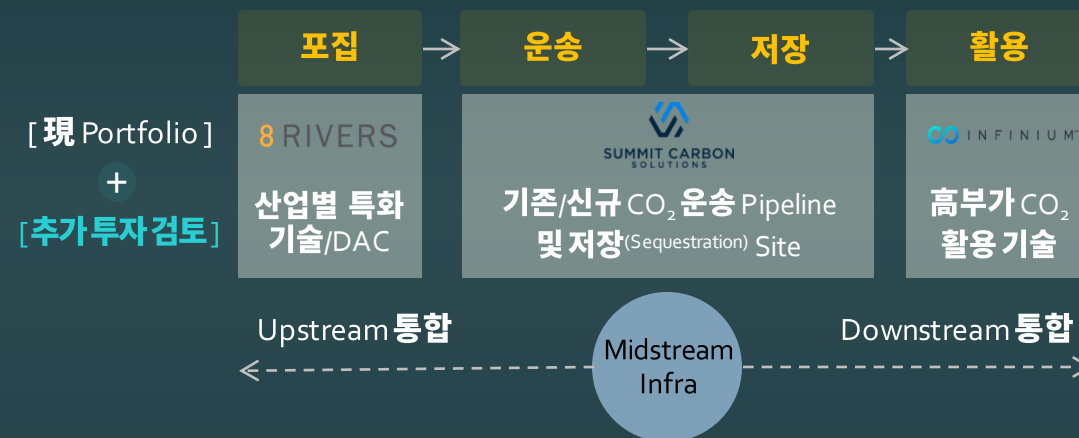 포집 → 운송 → 저장 → 활용
[ 現 Portfolio ]
+
[추가 투자 검토]
8 RIVERS
산업별 특화
기술/DAC
SUMMIT CARBON
SOLUTIONS
기존/신규 CO₂ 운송 Pipeline
및 저장(Sequestration) Site
INFINIUM
高부가 CO₂
활용 기술
Upstream 통합
Midstream
Infra
Downstream 통합